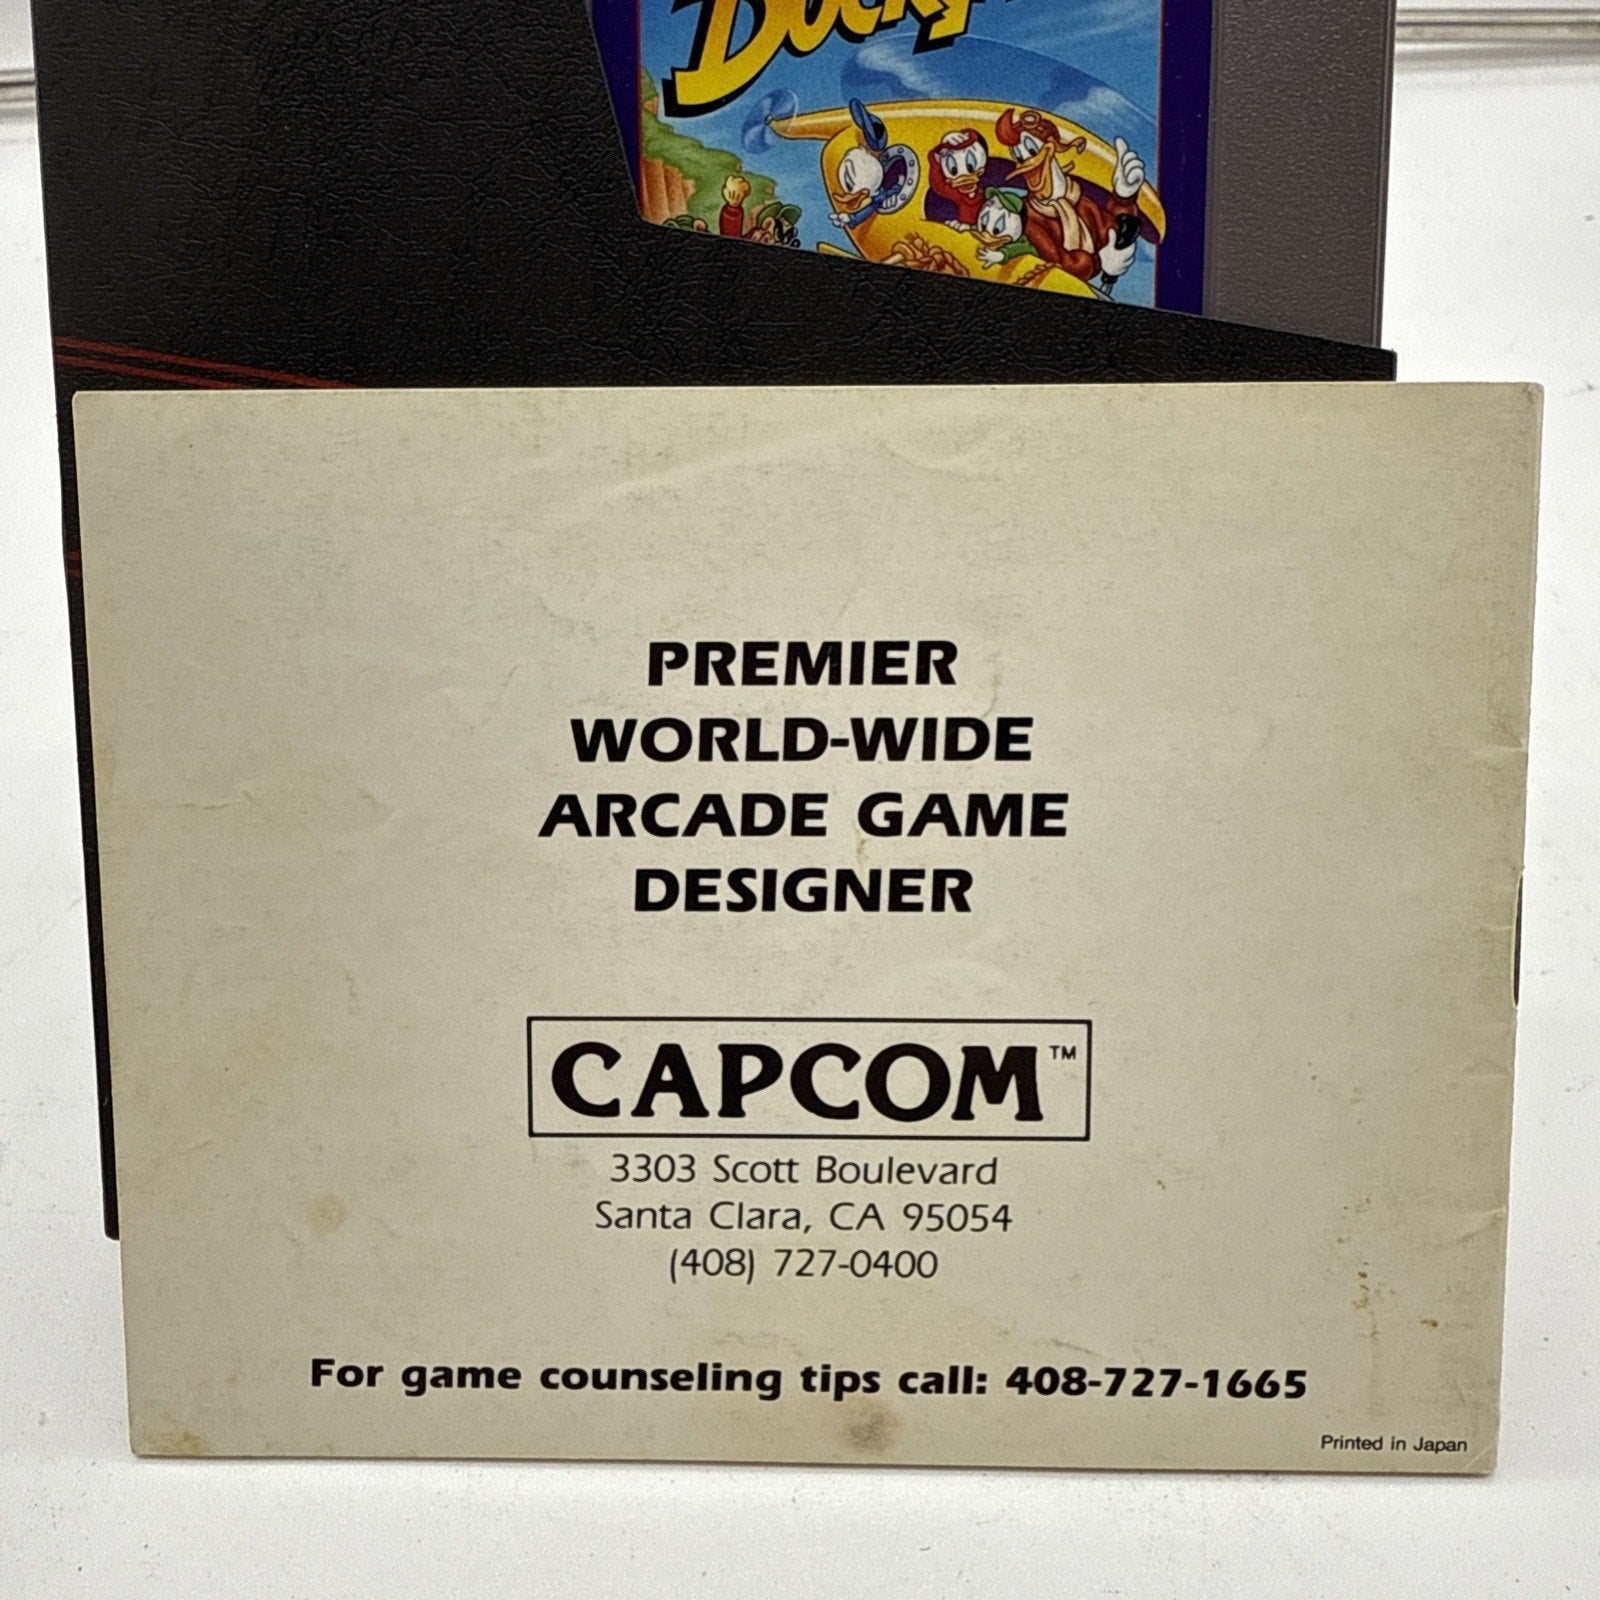 PREMIER
WORLD-WIDE
ARCADE GAME
DESIGNER
CAPCOM™
3303 Scott Boulevard
Santa Clara, CA 95054
(408) 727-0400
For game counseling tips call: 408-727-1665
Printed in Japan